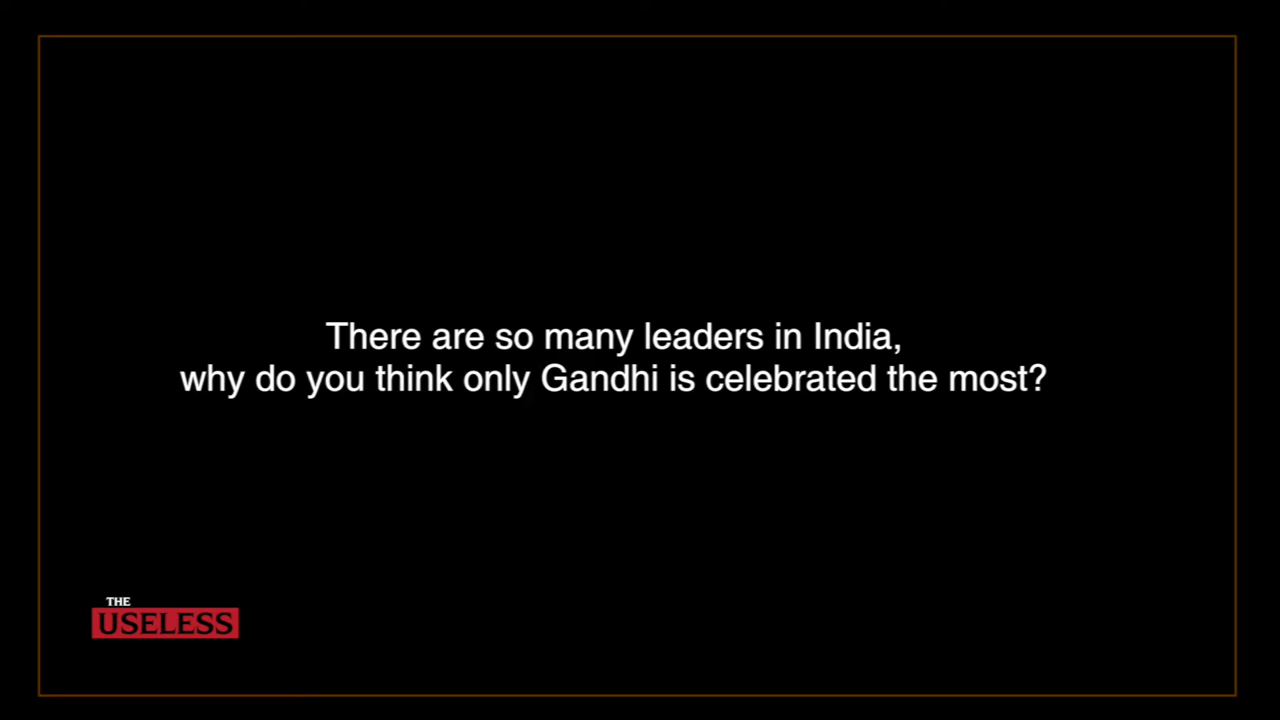 There are so many leaders in India,
why do you think only Gandhi is celebrated the most?
THE
USELESS